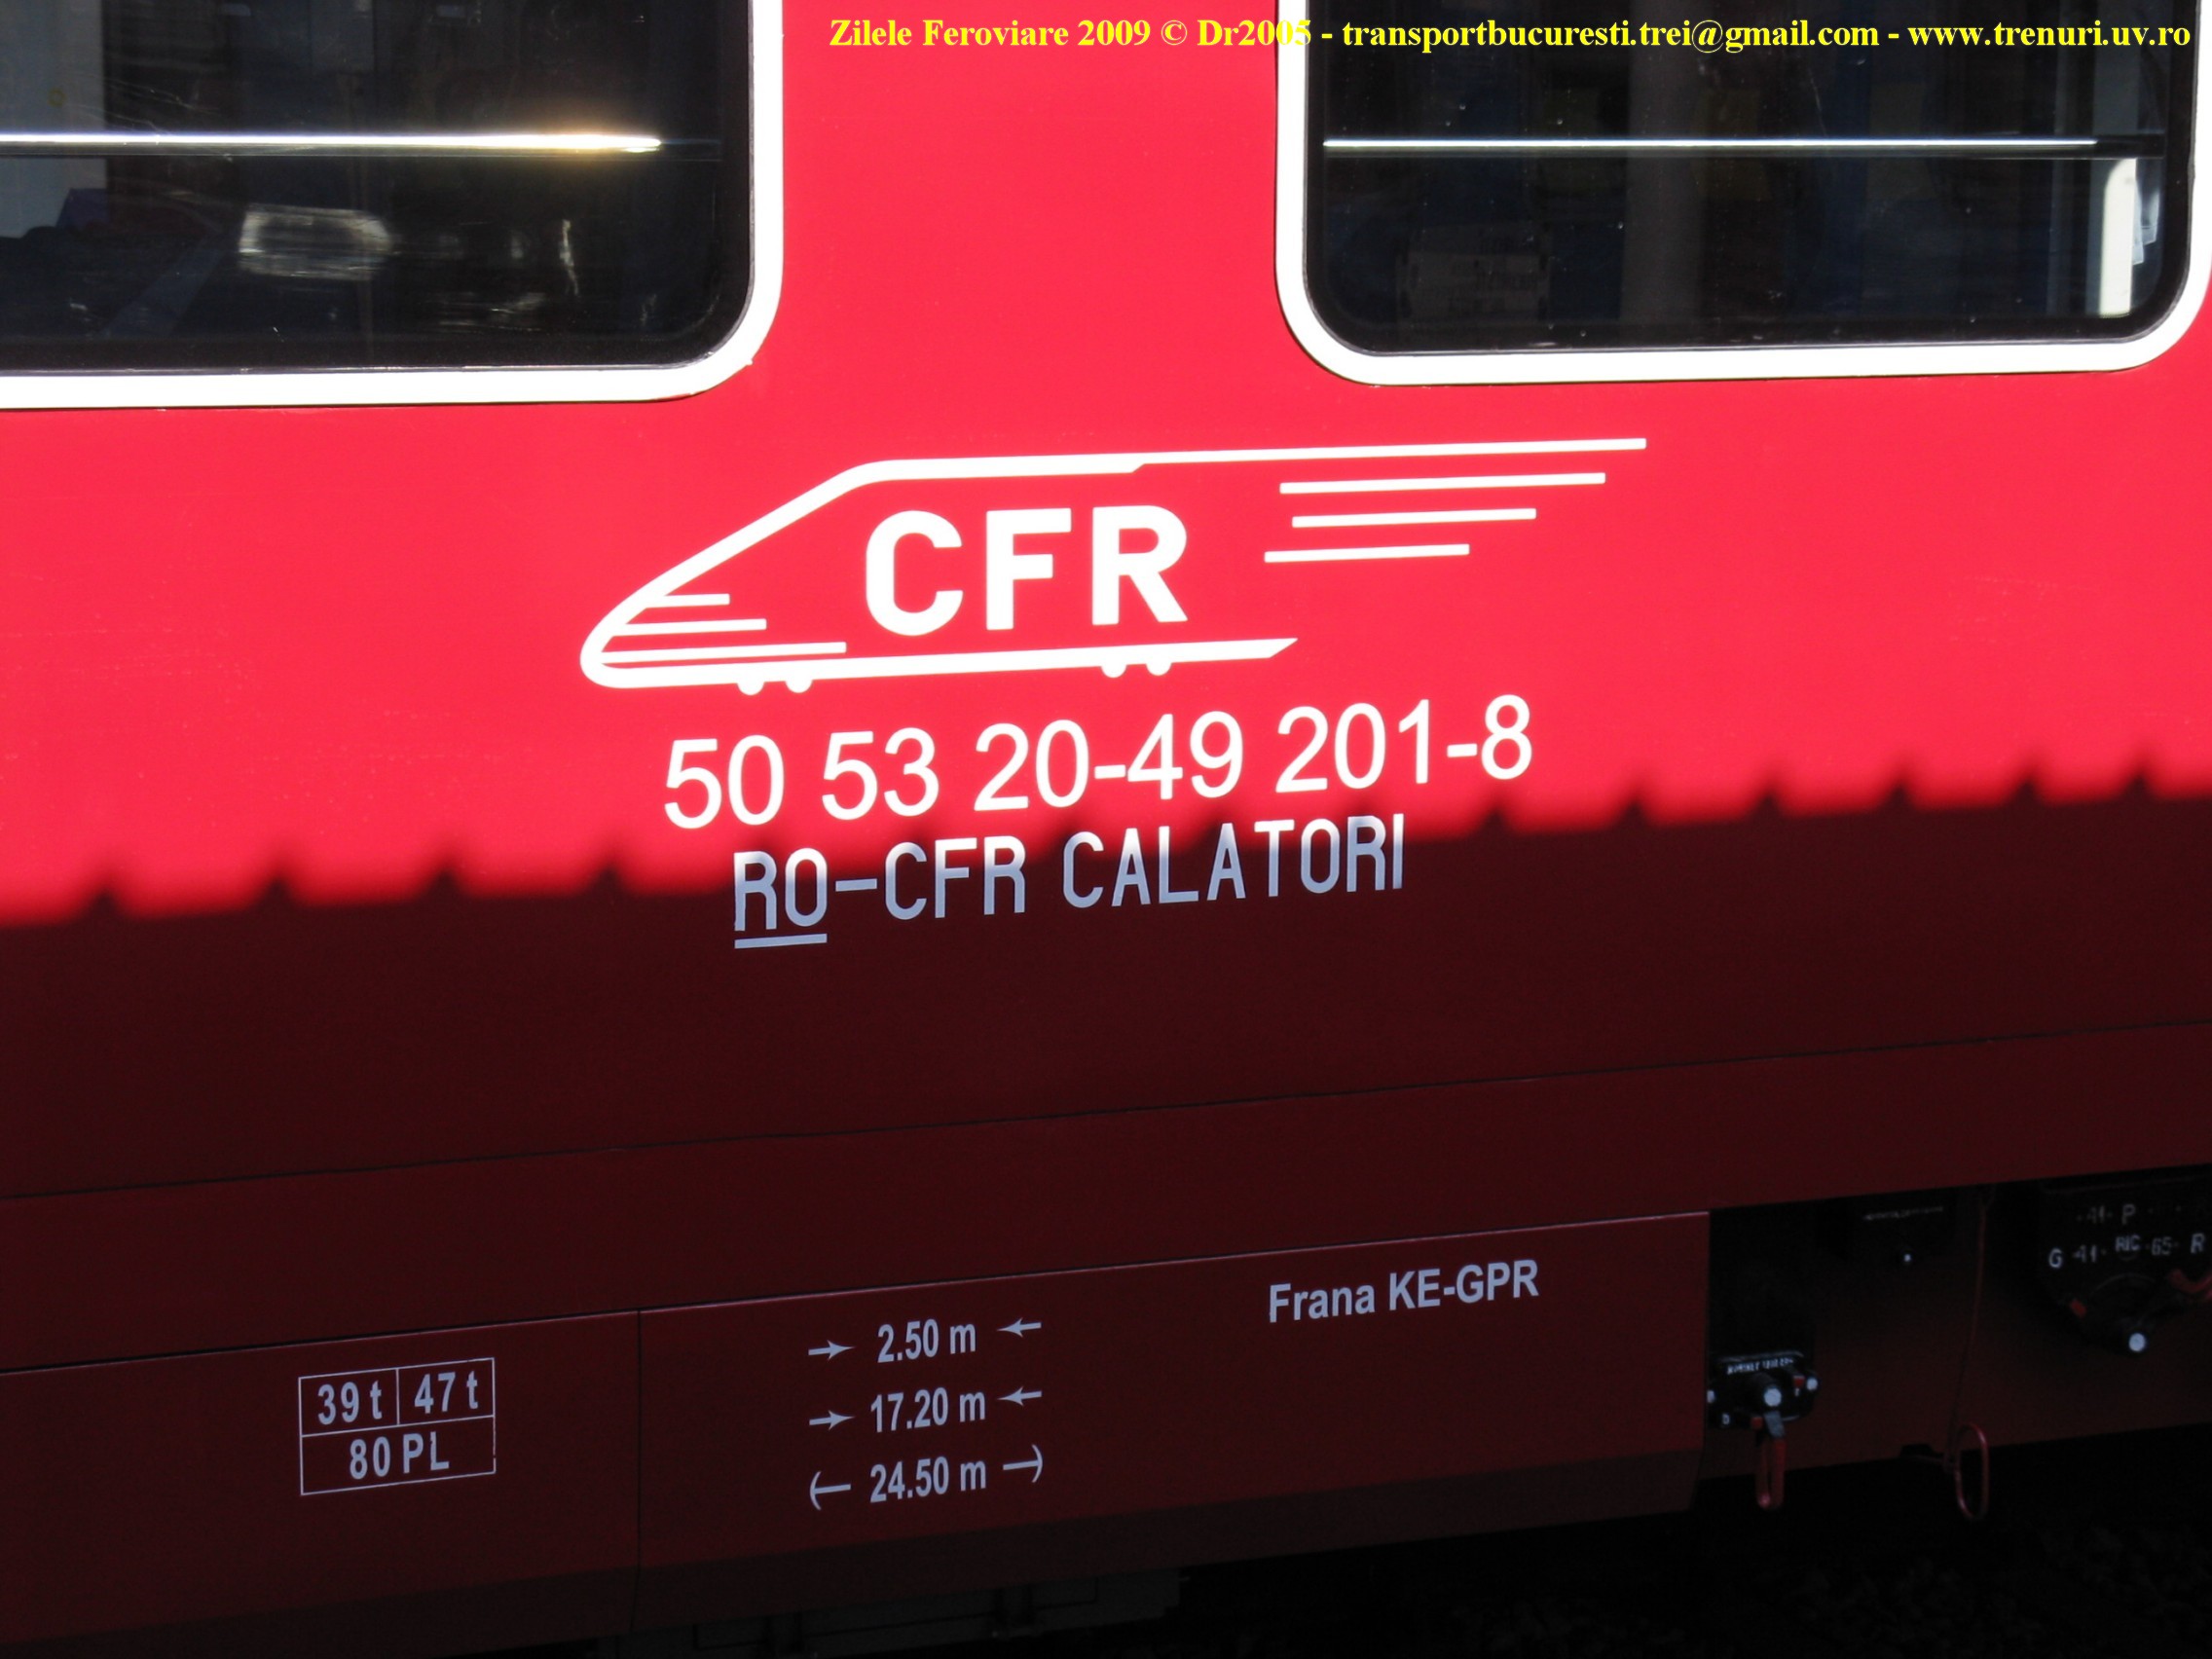 Zilele Feroviare 2009 © Dr2005 - transportbucuresti.trei@gmail.com - www.trenuri.uv.ro
CFR
50 53 20-49 201-8
RO-CFR CALATORI
Frana KE-GPR
2.50 m
17.20 m
24.50 m
39 t 47 t
80 PL
P
G RIC R